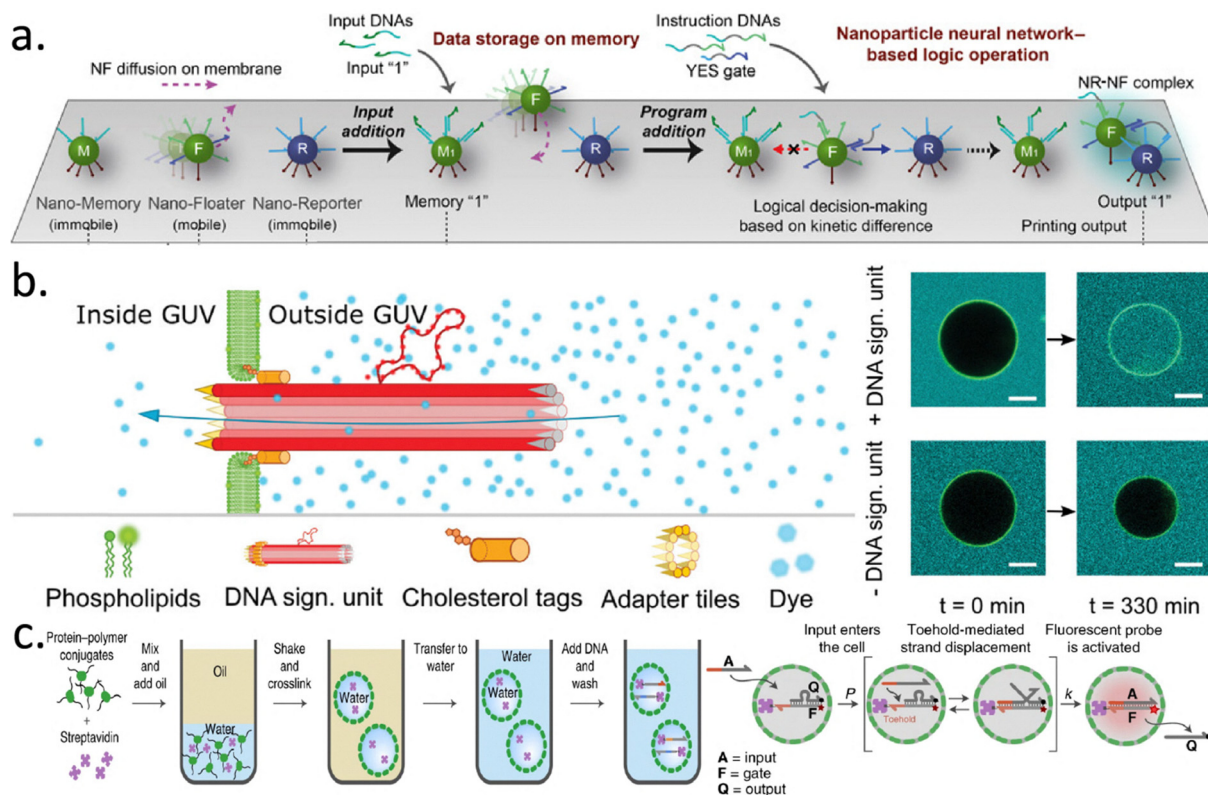 a.
Input DNAs
Input "1"
Data storage on memory
Instruction DNAs
YES gate
Nanoparticle neural network–
based logic operation
NF diffusion on membrane
NR-NF complex
Input
addition
Program
addition
M
F
R
M1
F
R
M1
F
R
M1
F
R
Nano-Memory
(immobile)
Nano-Floater
(mobile)
Nano-Reporter
(immobile)
Memory "1"
Logical decision-making
based on kinetic difference
Printing output
Output "1"
b.
Inside GUV
Outside GUV
Phospholipids
DNA sign. unit
Cholesterol tags
Adapter tiles
Dye
+ DNA sign. unit
- DNA sign. unit
t = 0 min
t = 330 min
c.
Protein–polymer
conjugates
+
Streptavidin
Mix
and
add oil
Oil
Water
Shake
and
crosslink
Water
Transfer to
water
Water
Water
Add DNA
and
wash
Input enters
the cell
A
Q
F
P
Toehold-mediated
strand displacement
Toehold
k
Fluorescent probe
is activated
A
F
Q
A = input
F = gate
Q = output